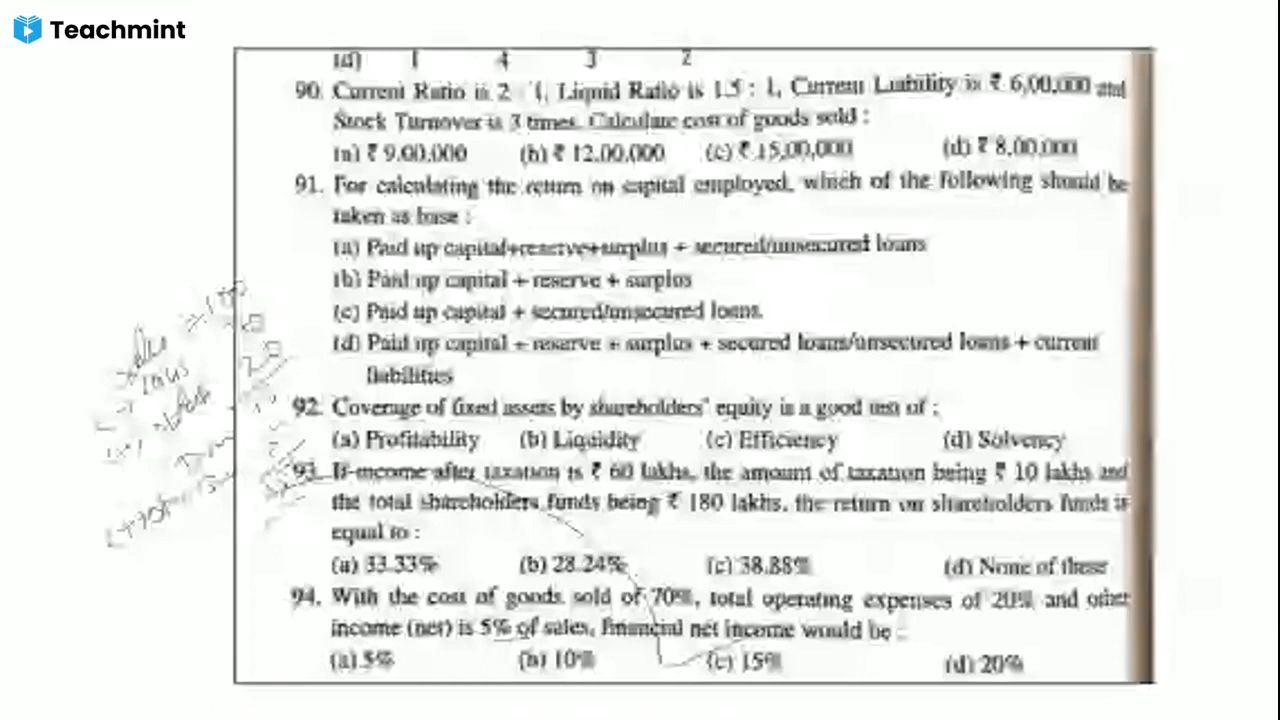 Teachmint
(d) 1 4 3 2
90. Current Ratio is 2 : 1, Liquid Ratio is 1.5 : 1, Current Liability is ₹ 6,00,000 and
Stock Turnover is 3 times. Calculate cost of goods sold :
(a) ₹ 9,00,000 (b) ₹ 12,00,000 (c) ₹ 15,00,000 (d) ₹ 8,00,000
91. For calculating the return on capital employed, which of the following should be
taken as base :
(a) Paid up capital+reserve+surplus + secured/unsecured loans
(b) Paid up capital + reserve + surplus
(c) Paid up capital + secured/unsecured loans.
(d) Paid up capital + reserve + surplus + secured loans/unsecured loans + current
liabilities
92. Coverage of fixed assets by shareholders' equity is a good test of :
(a) Profitability (b) Liquidity (c) Efficiency (d) Solvency
93. If income after taxation is ₹ 60 lakhs, the amount of taxation being ₹ 10 lakhs and
the total shareholders funds being ₹ 180 lakhs, the return on shareholders funds is
equal to :
(a) 33.33% (b) 28.24% (c) 38.88% (d) None of these
94. With the cost of goods sold of 70%, total operating expenses of 20% and other
income (net) is 5% of sales, financial net income would be :
(a) 5% (b) 10% (c) 15% (d) 20%